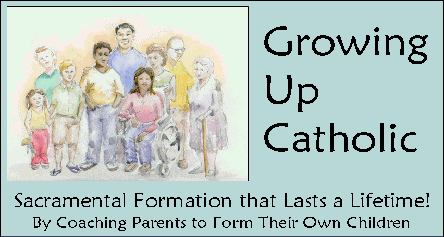 Growing
Up
Catholic
Sacramental Formation that Lasts a Lifetime!
By Coaching Parents to Form Their Own Children